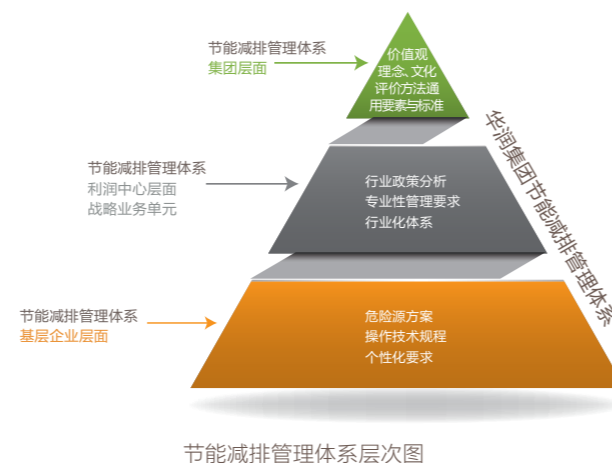 节能减排管理体系
集团层面
价值观
理念、文化
评价方法通
用要素与标准
华润集团节能减排管理体系
节能减排管理体系
利润中心层面
战略业务单元
行业政策分析
专业性管理要求
行业化体系
节能减排管理体系
基层企业层面
危险源方案
操作技术规程
个性化要求
节能减排管理体系层次图